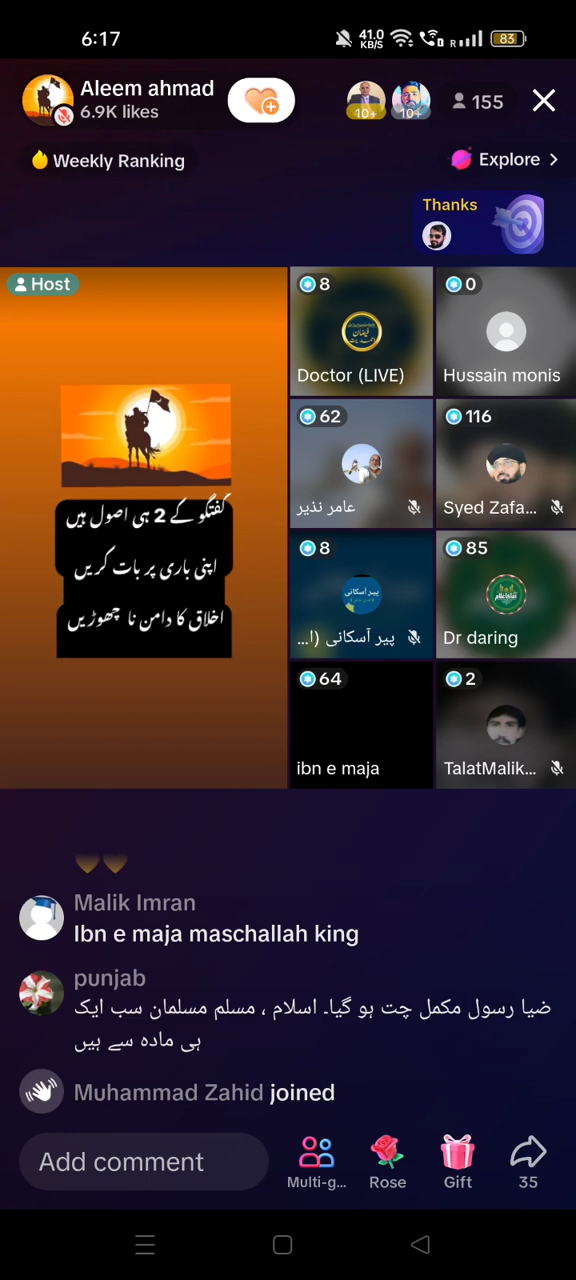 6:17
41.0
KB/S
R
83
Aleem ahmad
6.9K likes
10+
10+
155
Weekly Ranking
Explore
Thanks
Host
گفتگو کے 2 ہی اصول ہیں
اپنی باری پر بات کریں
اخلاق کا دامن نا چھوڑیں
8
فیضان
Doctor (LIVE)
0
Hussain monis
62
عامر نذیر
116
Syed Zafa...
8
پیر آسکانی
پیر آسکانی (ا...
85
Dr daring
64
ibn e maja
2
TalatMalik...
Malik Imran
Ibn e maja maschallah king
punjab
ضیا رسول مکمل چت ہو گیا۔ اسلام ، مسلم مسلمان سب ایک
ہی مادہ سے ہیں
Muhammad Zahid joined
Add comment
Multi-g...
Rose
Gift
35